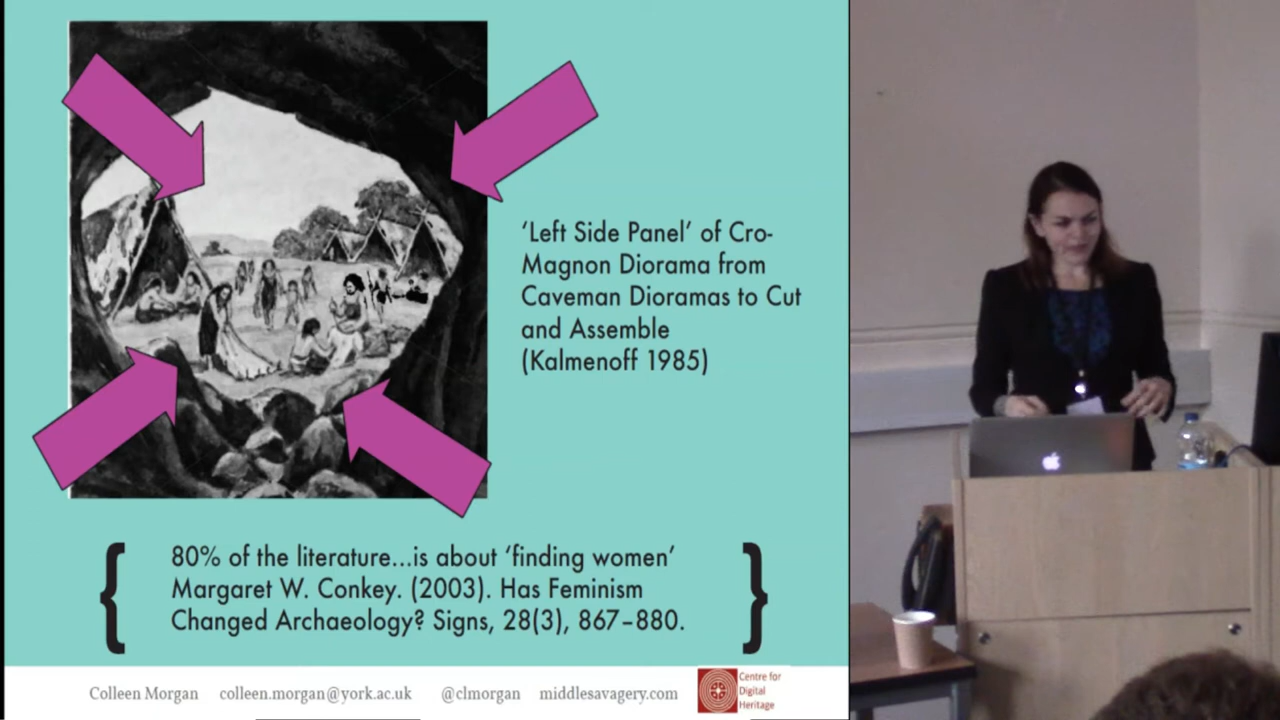 ‘Left Side Panel’ of Cro-
Magnon Diorama from
Caveman Dioramas to Cut
and Assemble
(Kalmenoff 1985)
80% of the literature...is about ‘finding women’
Margaret W. Conkey. (2003). Has Feminism
Changed Archaeology? Signs, 28(3), 867–880.
Colleen Morgan colleen.morgan@york.ac.uk @clmorgan middlesavagery.com
Centre for
Digital
Heritage